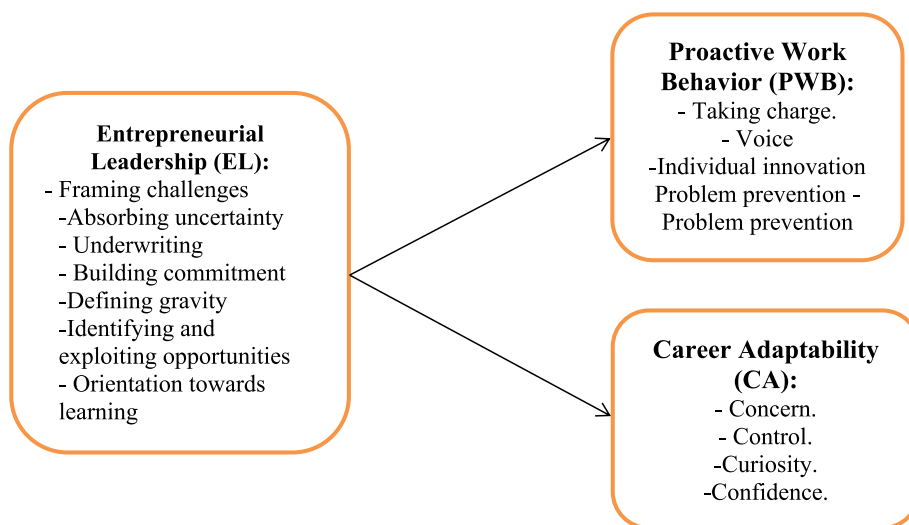 Entrepreneurial
Leadership (EL):
- Framing challenges
-Absorbing uncertainty
- Underwriting
- Building commitment
-Defining gravity
-Identifying and
exploiting opportunities
- Orientation towards
learning
Proactive Work
Behavior (PWB):
- Taking charge.
- Voice
-Individual innovation
Problem prevention -
Problem prevention
Career Adaptability
(CA):
- Concern.
- Control.
-Curiosity.
-Confidence.